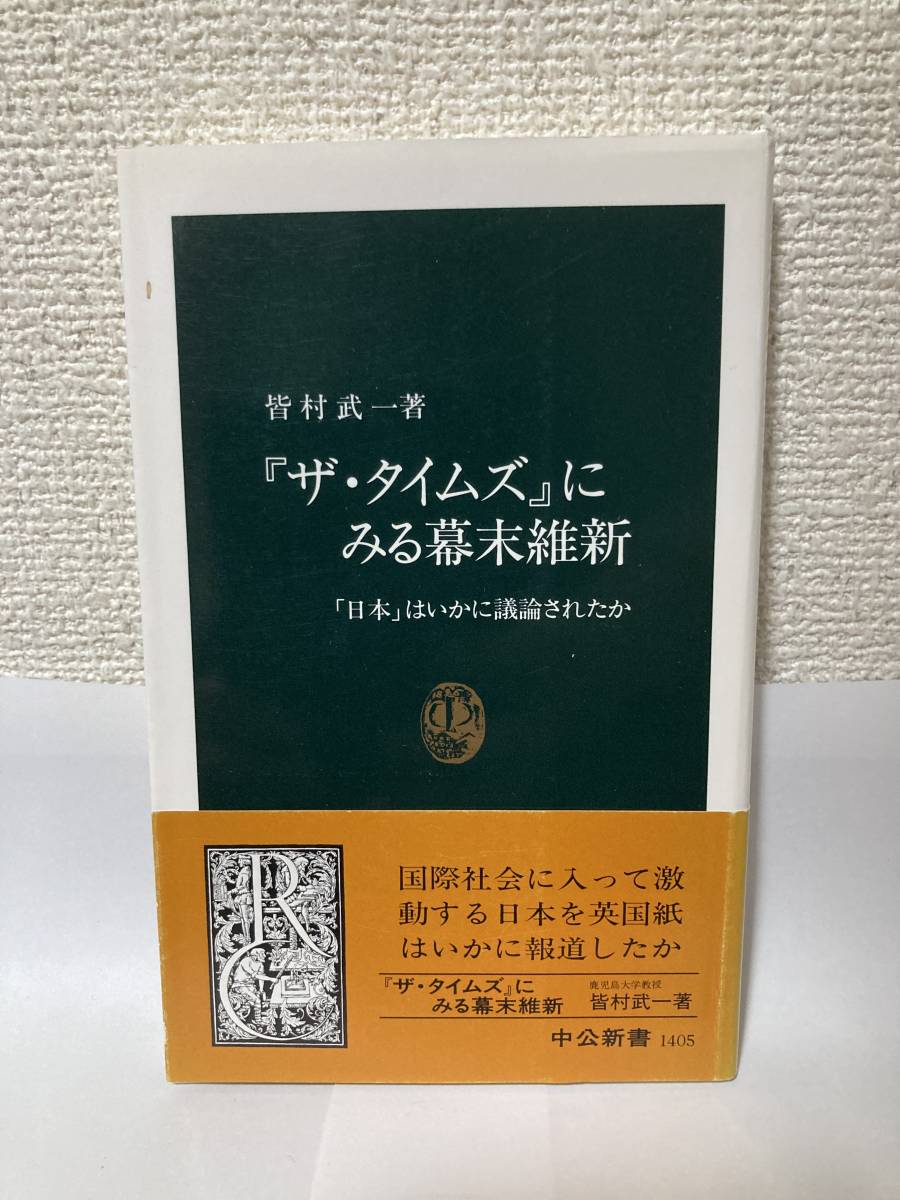 皆村武一著
『ザ・タイムズ』に
みる幕末維新
「日本」はいかに議論されたか
RC
国際社会に入って激
動する日本を英国紙
はいかに報道したか
『ザ・タイムズ』に
みる幕末維新
鹿児島大学教授
皆村武一著
中公新書 1405